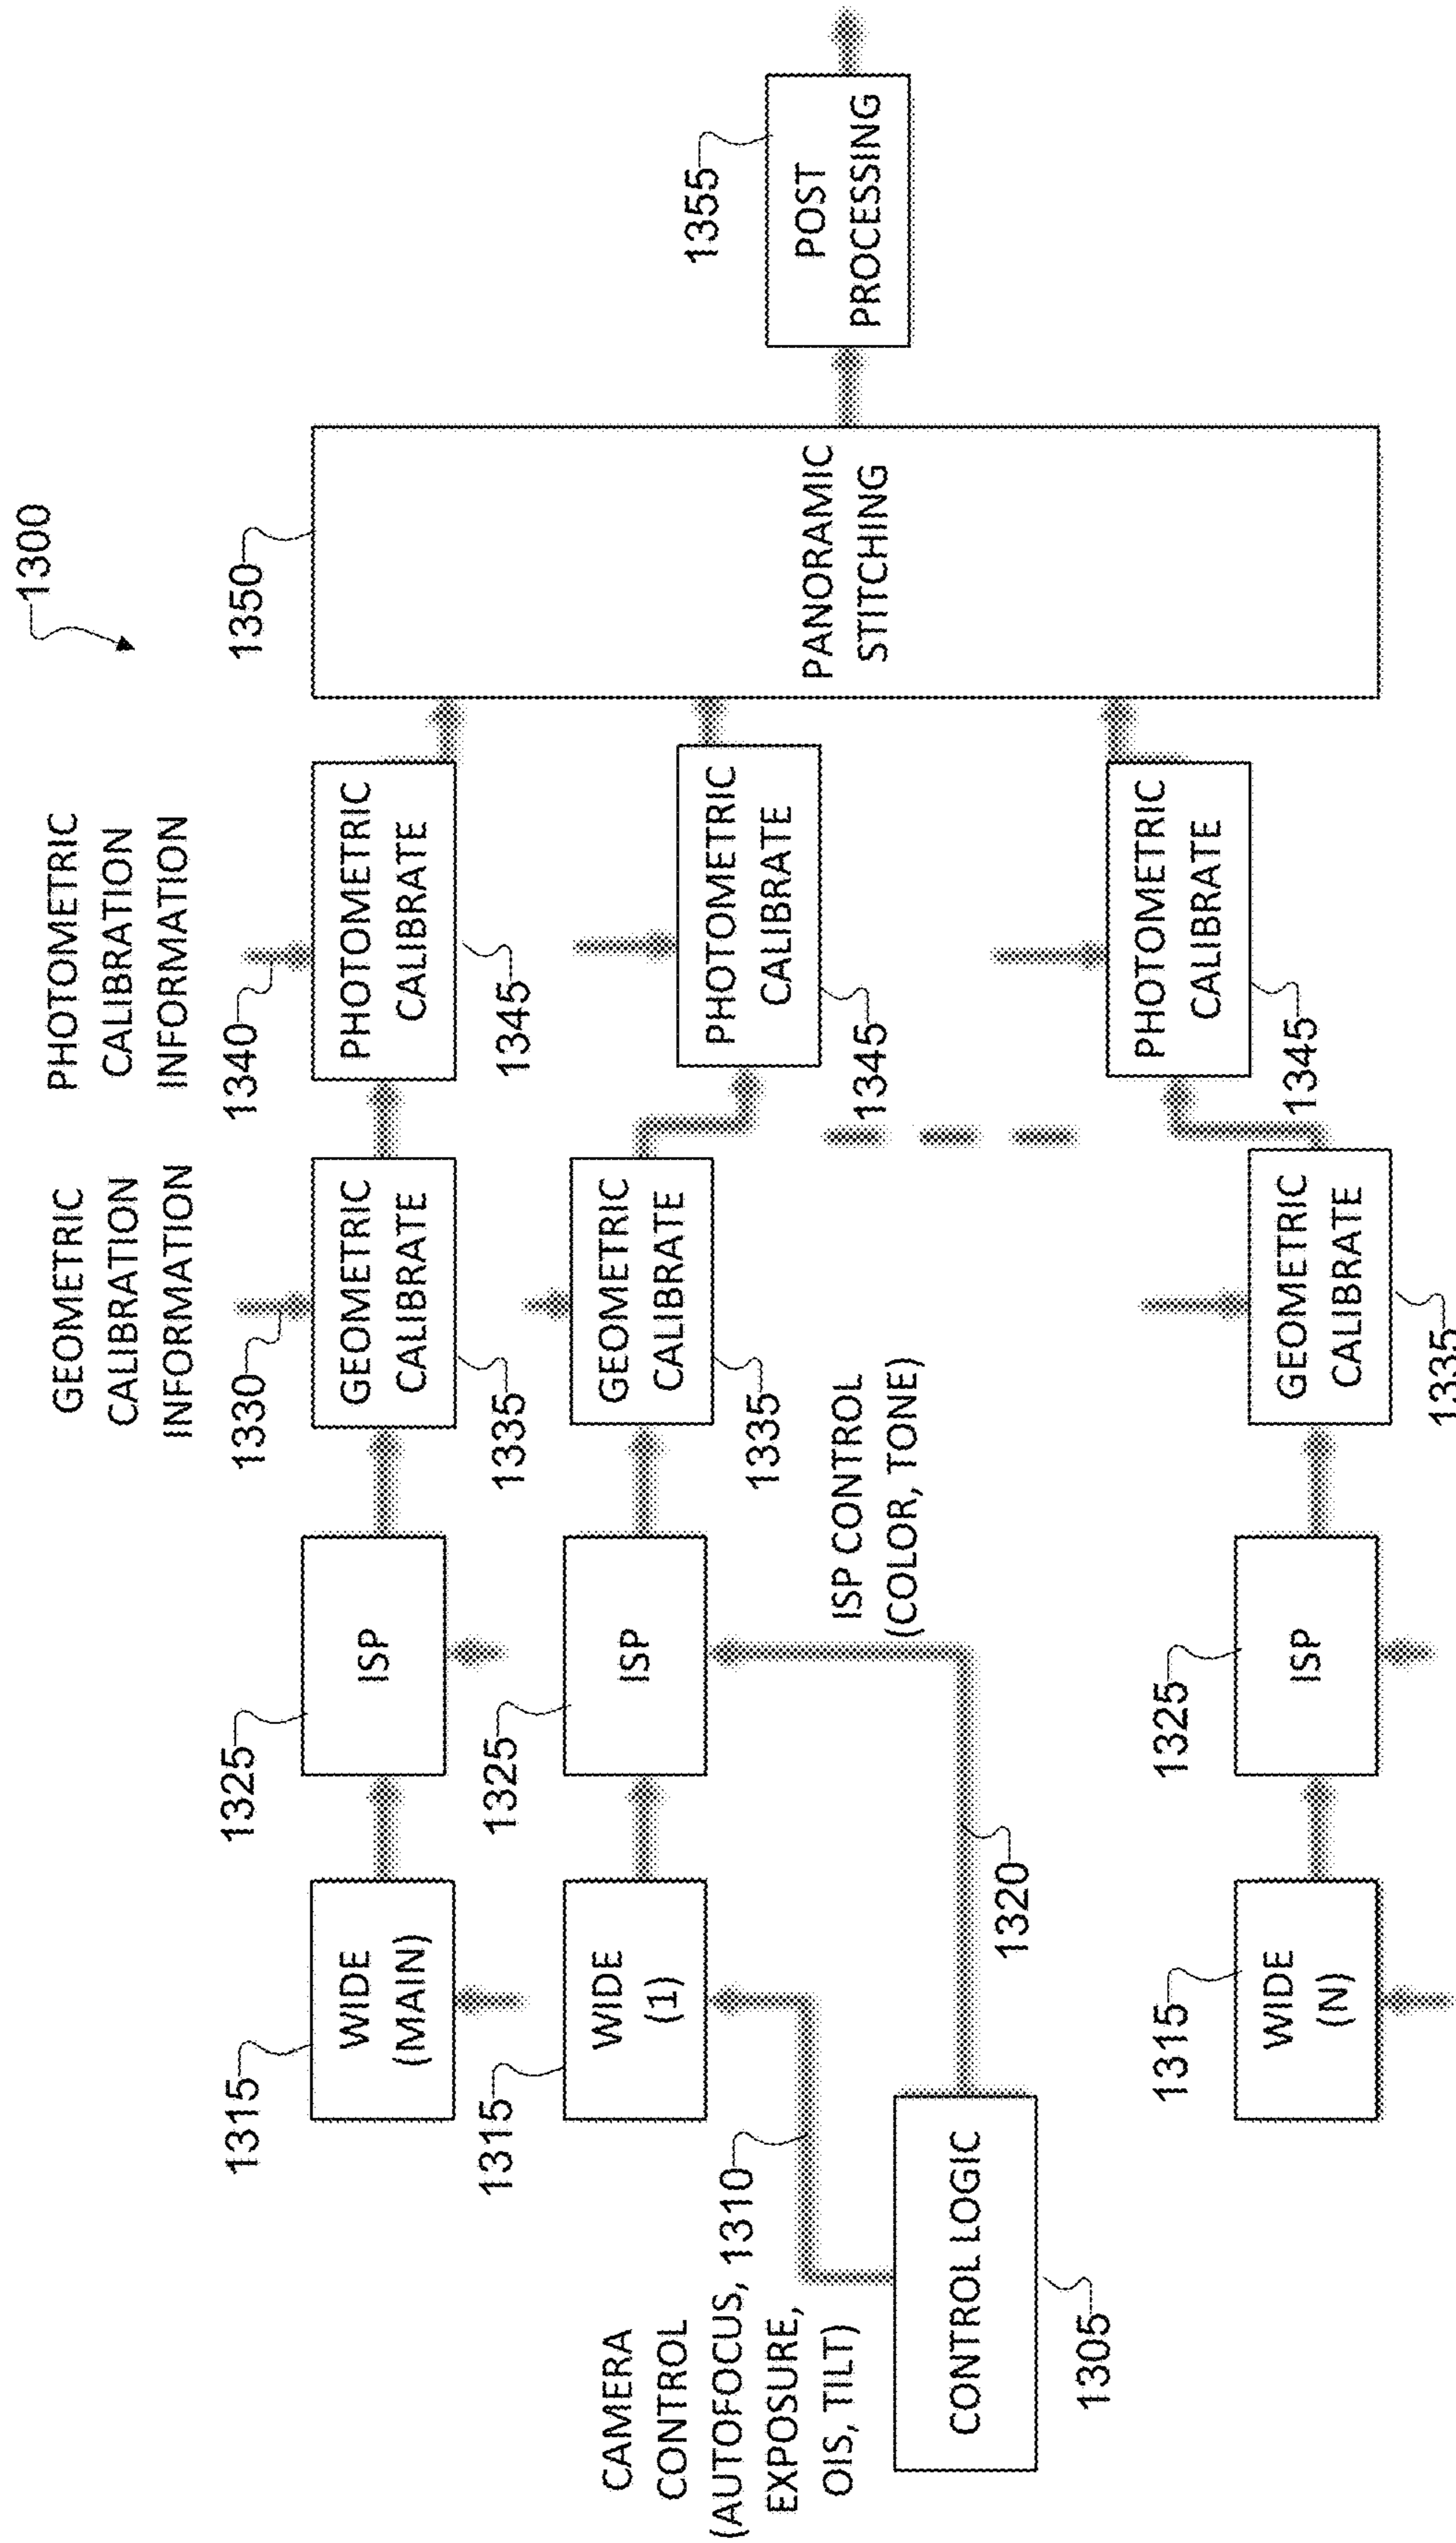 1300
GEOMETRIC
CALIBRATION
INFORMATION
PHOTOMETRIC
CALIBRATION
INFORMATION
1330
1340
1315
WIDE
(MAIN)
1325
ISP
GEOMETRIC
CALIBRATE
1335
PHOTOMETRIC
CALIBRATE
1345
1350
PANORAMIC
STITCHING
1355
POST
PROCESSING
1315
WIDE
(1)
1325
ISP
GEOMETRIC
CALIBRATE
1335
PHOTOMETRIC
CALIBRATE
1345
CAMERA
CONTROL
(AUTOFOCUS,
EXPOSURE,
OIS, TILT)
1310
ISP CONTROL
(COLOR, TONE)
CONTROL LOGIC
1305
1320
1315
WIDE
(N)
1325
ISP
GEOMETRIC
CALIBRATE
1335
PHOTOMETRIC
CALIBRATE
1345